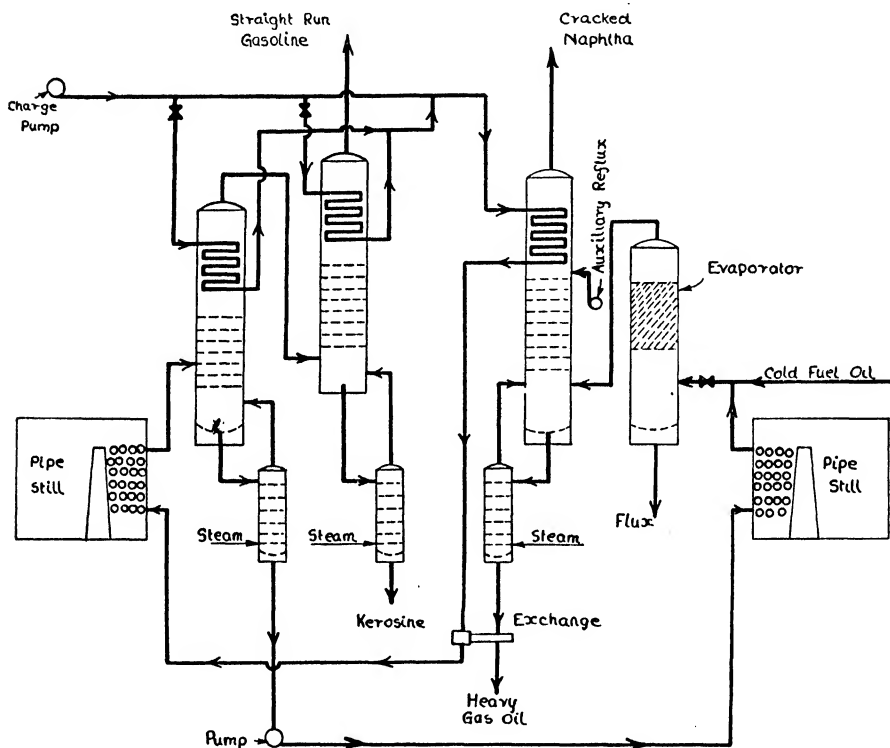 Straight Run
Gasoline
Cracked
Naphtha
Charge
Pump
Auxiliary Reflux
Evaporator
Cold Fuel Oil
Pipe
Still
Pipe
Still
Flux
Steam
Steam
Steam
Kerosine
Exchange
Heavy
Gas Oil
Pump